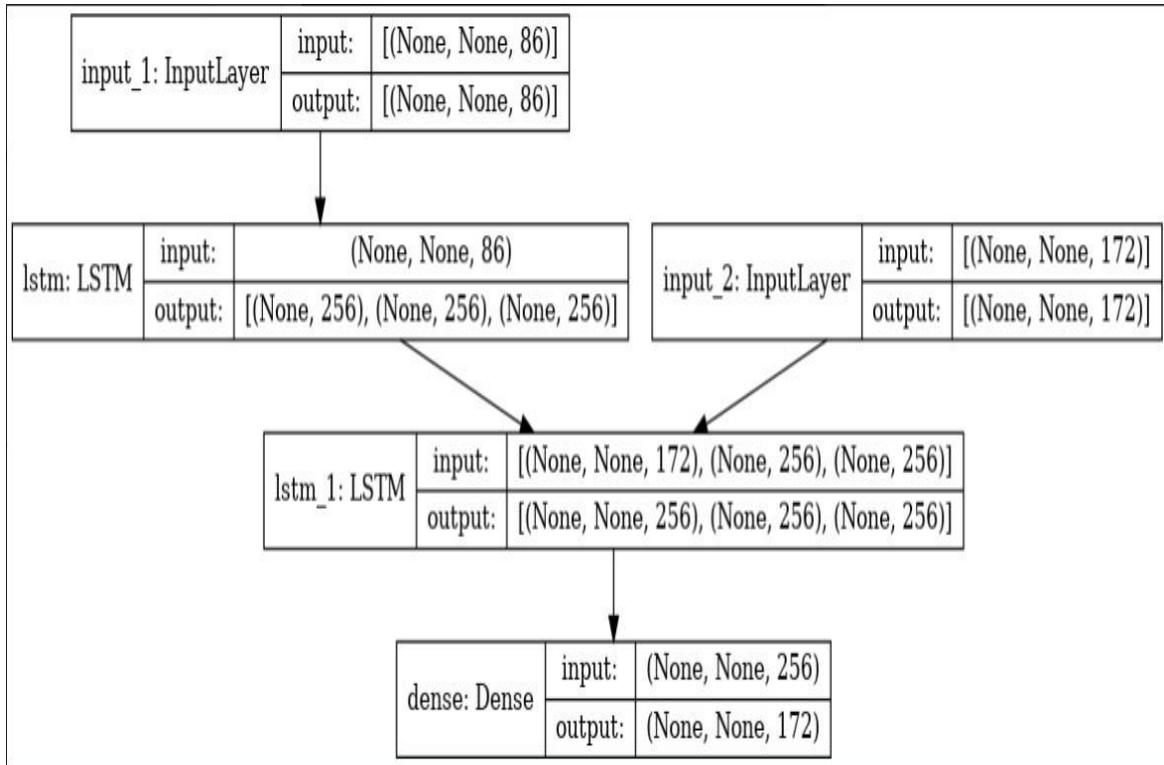 input_1: InputLayer
input: [(None, None, 86)]
output: [(None, None, 86)]
lstm: LSTM
input: (None, None, 86)
output: [(None, 256), (None, 256), (None, 256)]
input_2: InputLayer
input: [(None, None, 172)]
output: [(None, None, 172)]
lstm_1: LSTM
input: [(None, None, 172), (None, 256), (None, 256)]
output: [(None, None, 256), (None, 256), (None, 256)]
dense: Dense
input: (None, None, 256)
output: (None, None, 172)